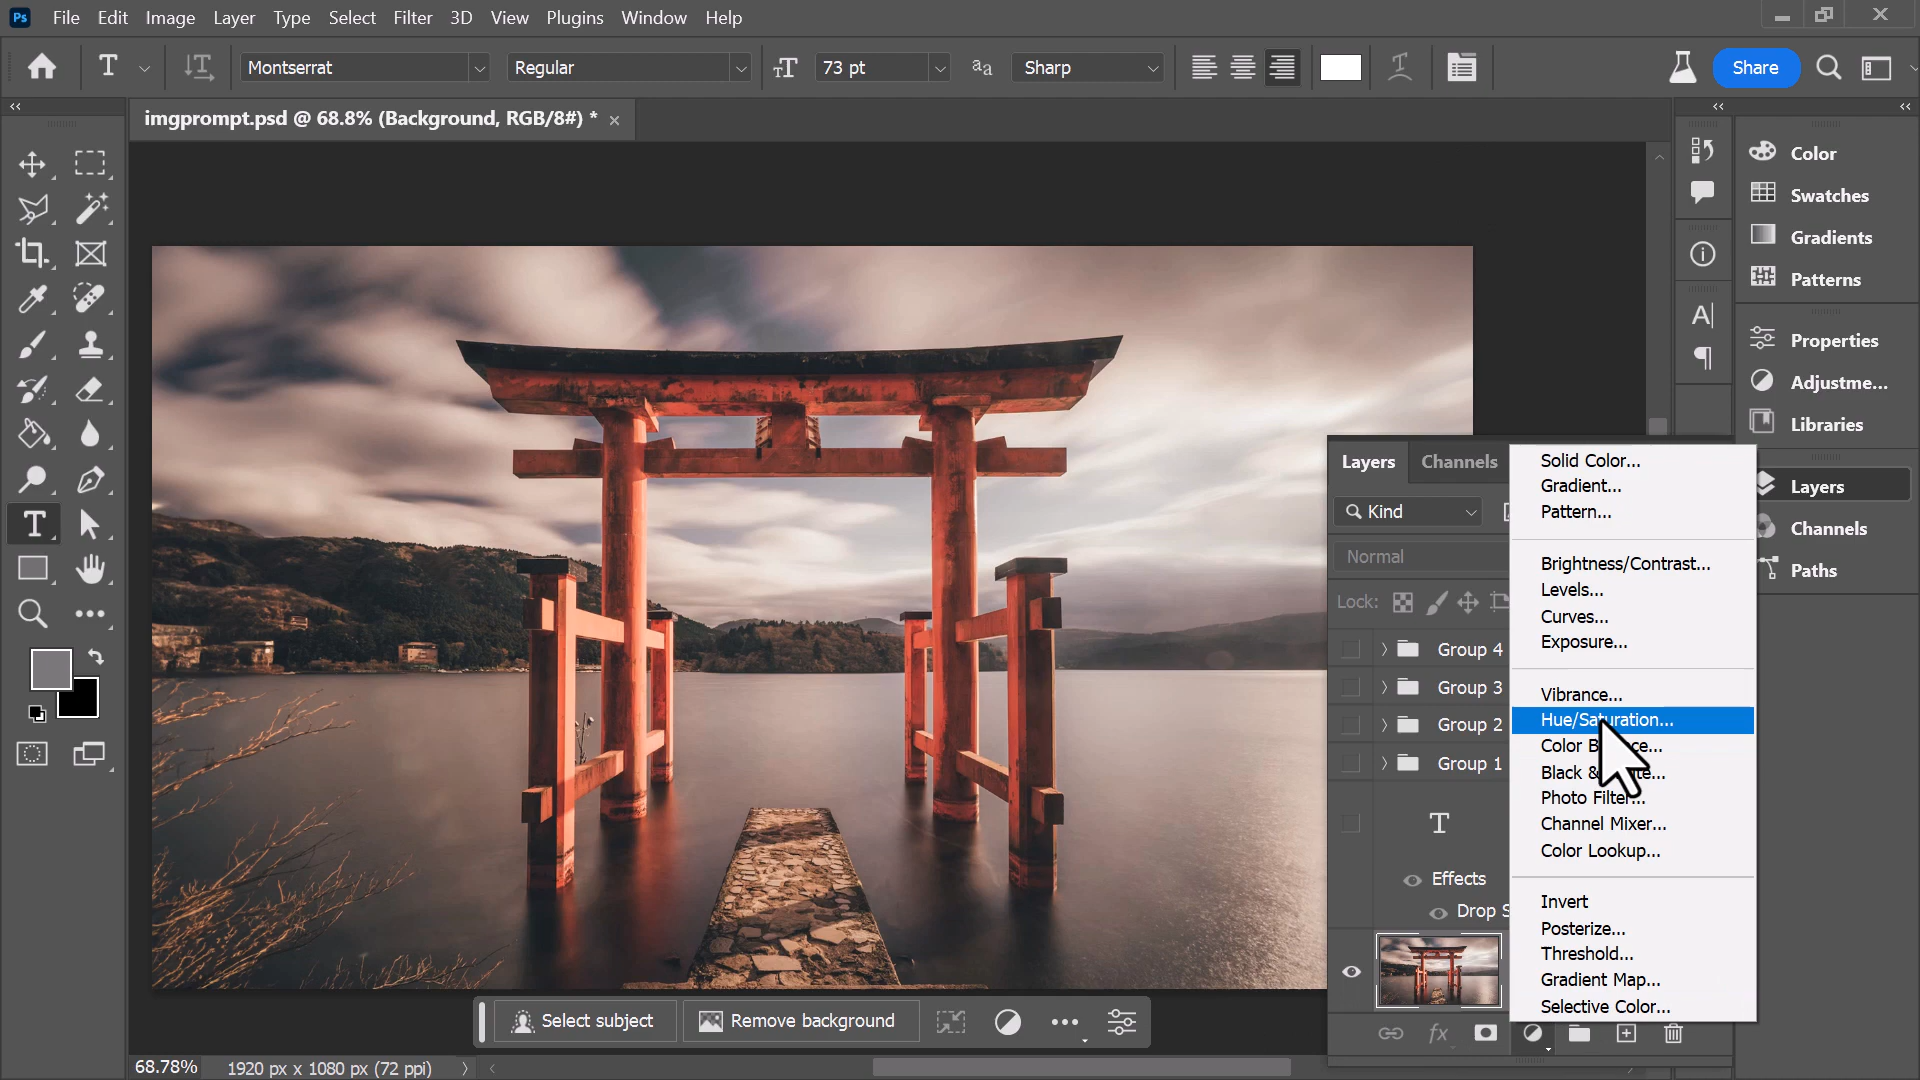 Ps File Edit Image Layer Type Select Filter 3D View Plugins Window Help
T Montserrat Regular 73 pt aa Sharp Share
imgprompt.psd @ 68.8% (Background, RGB/8#) *
Color
Swatches
Gradients
Patterns
Properties
Adjustme...
Libraries
Layers
Channels
Paths
Layers Channels
Kind
Normal
Lock:
Group 4
Group 3
Group 2
Group 1
T
Effects
Drop S
fx
Solid Color...
Gradient...
Pattern...
Brightness/Contrast...
Levels...
Curves...
Exposure...
Vibrance...
Hue/Saturation...
Color B
Black &
Photo Filter...
Channel Mixer...
Color Lookup...
Invert
Posterize...
Threshold...
Gradient Map...
Selective Color...
Select subject Remove background
68.78% 1920 px x 1080 px (72 ppi)